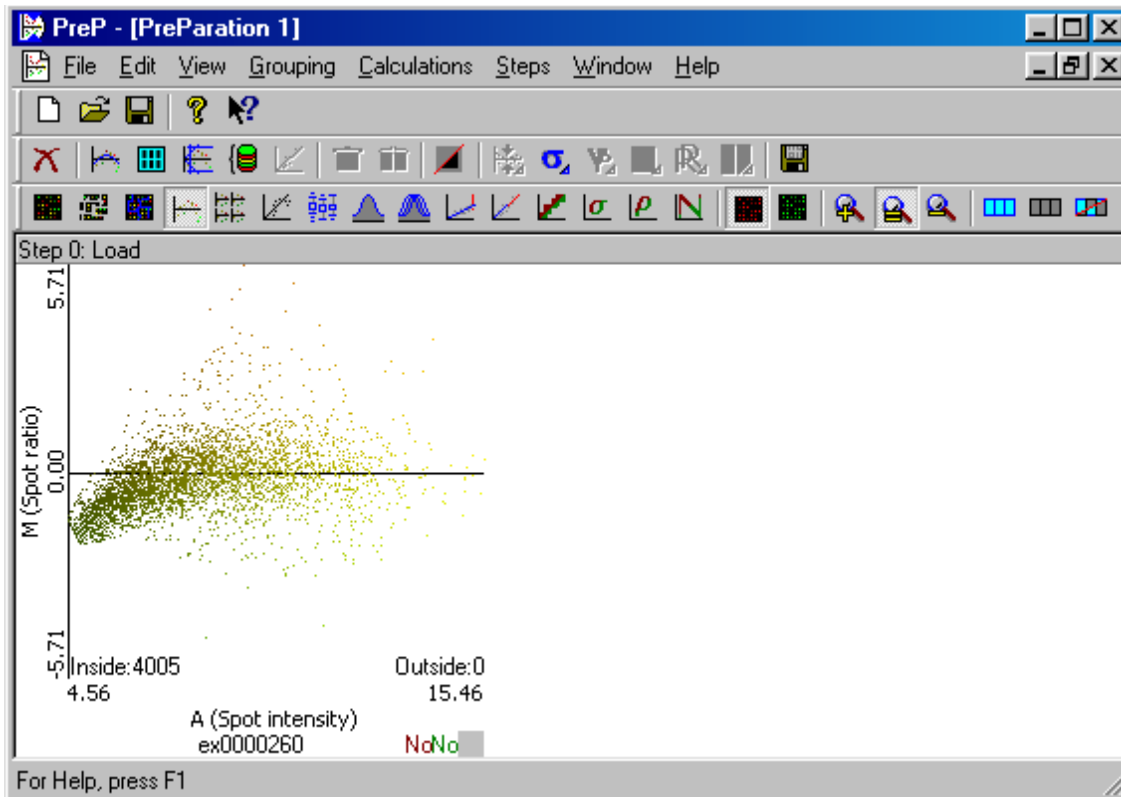 PreP - [PreParation 1]
File Edit View Grouping Calculations Steps Window Help
Step 0: Load
5.71
M (Spot ratio)
0.00
-5.71
Inside:4005 Outside:0
4.56 15.46
A (Spot intensity)
ex0000260 NoNo
For Help, press F1